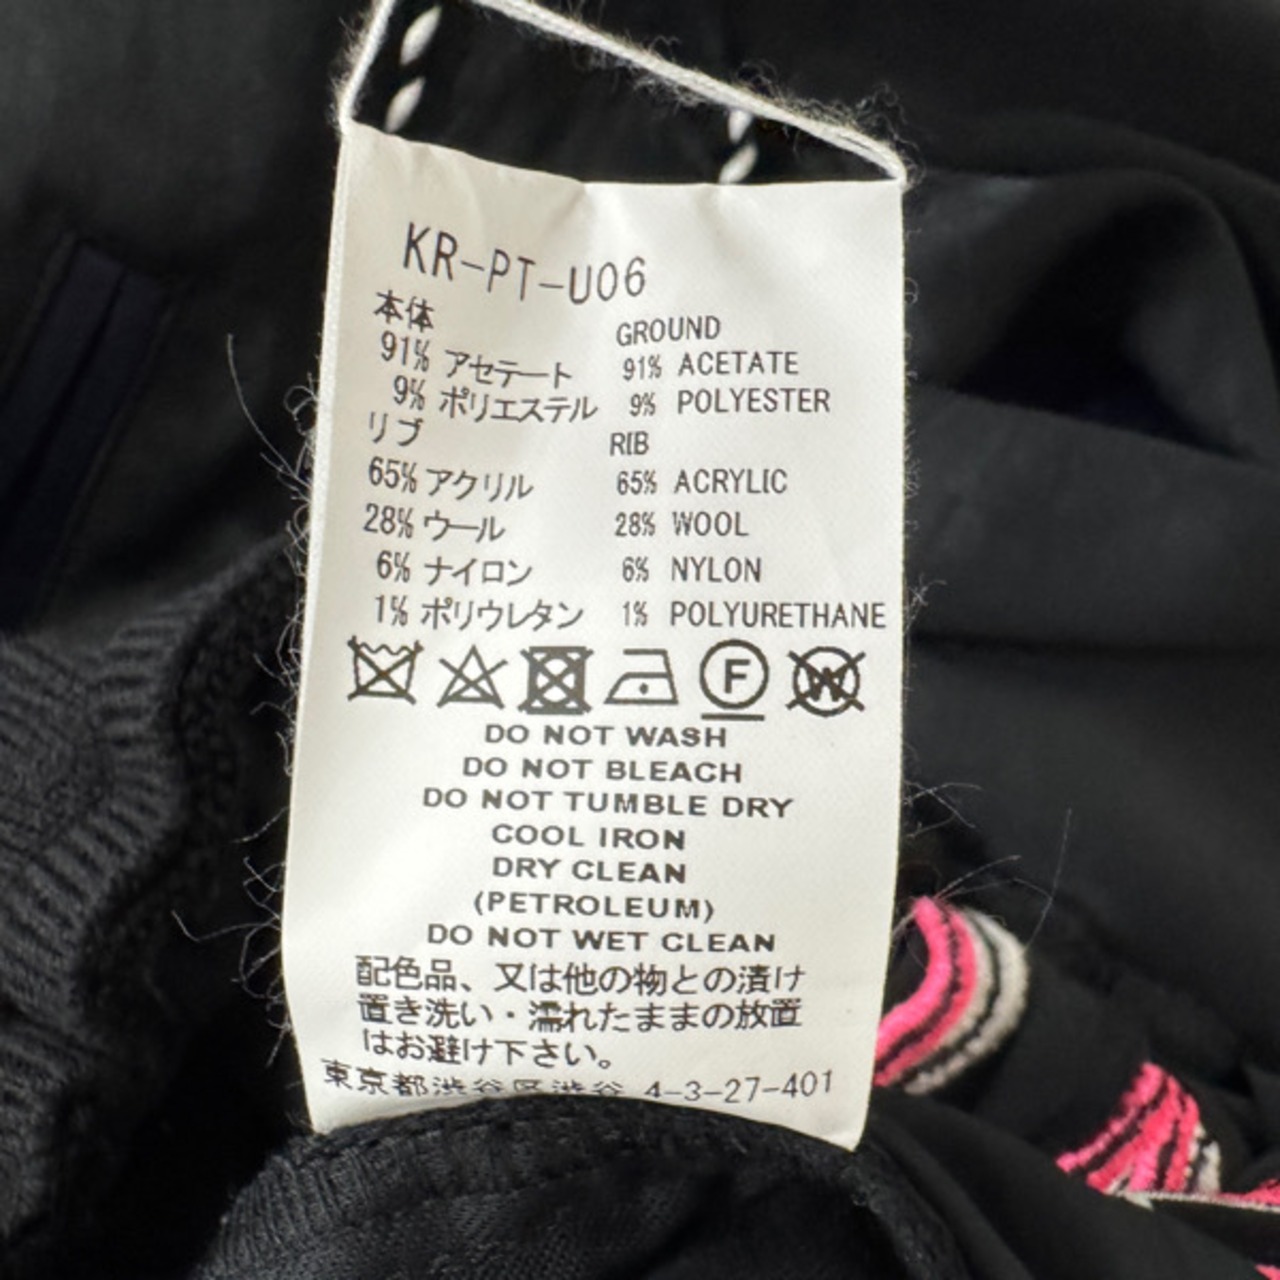 KR-PT-U06
本体 GROUND
91% アセテート 91% ACETATE
9% ポリエステル 9% POLYESTER
リブ RIB
65% アクリル 65% ACRYLIC
28% ウール 28% WOOL
6% ナイロン 6% NYLON
1% ポリウレタン 1% POLYURETHANE
F W
DO NOT WASH
DO NOT BLEACH
DO NOT TUMBLE DRY
COOL IRON
DRY CLEAN
(PETROLEUM)
DO NOT WET CLEAN
配色品、又は他の物との漬け
置き洗い・濡れたままの放置
はお避け下さい。
東京都渋谷区渋谷 4-3-27-401